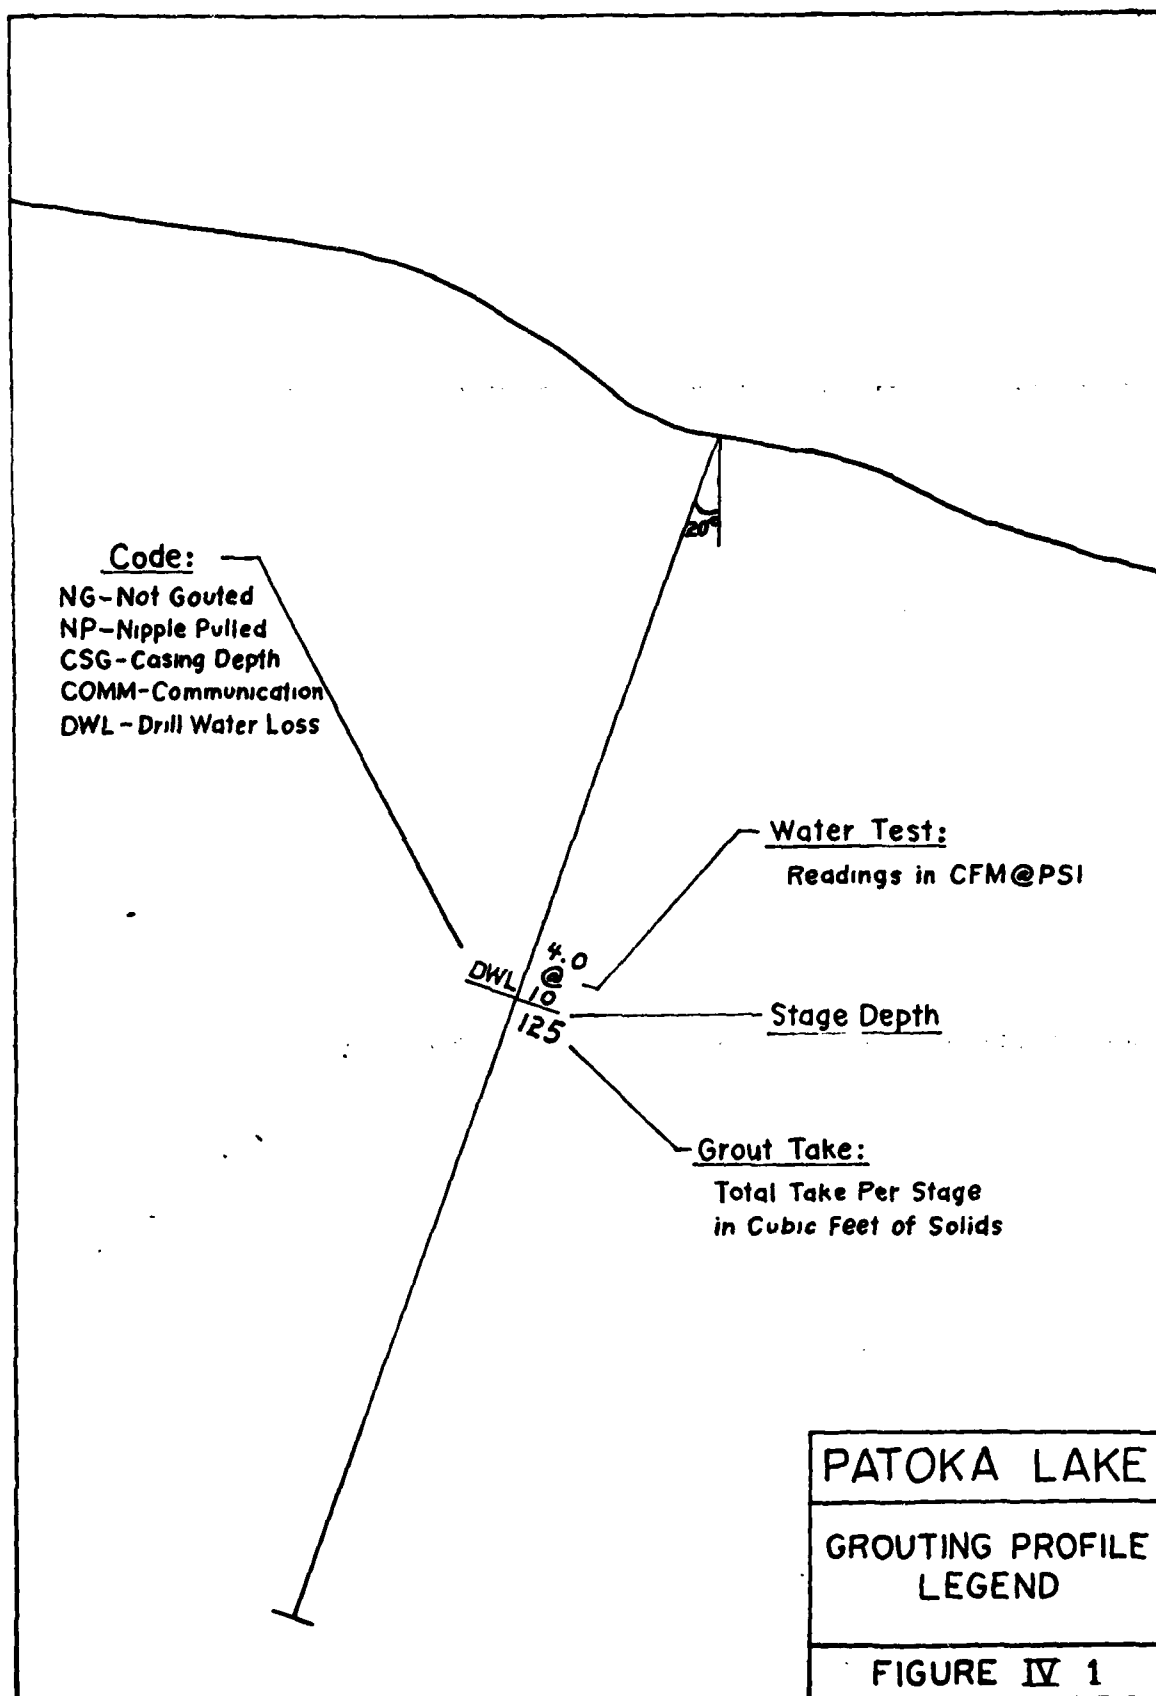 20°
Code:
NG-Not Gouted
NP-Nipple Pulled
CSG-Casing Depth
COMM-Communication
DWL-Drill Water Loss
Water Test:
Readings in CFM@PSI
DWL
4.0
@
10
125
Stage Depth
Grout Take:
Total Take Per Stage
in Cubic Feet of Solids
PATOKA LAKE
GROUTING PROFILE
LEGEND
FIGURE IV 1